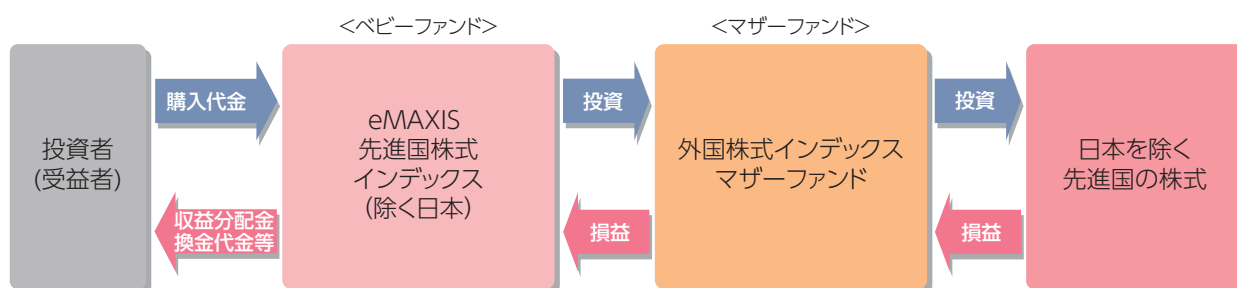 <ベビーファンド>
<マザーファンド>
投資者
(受益者)
購入代金
収益分配金
換金代金等
eMAXIS
先進国株式
インデックス
(除く日本)
投資
損益
外国株式インデックス
マザーファンド
投資
損益
日本を除く
先進国の株式